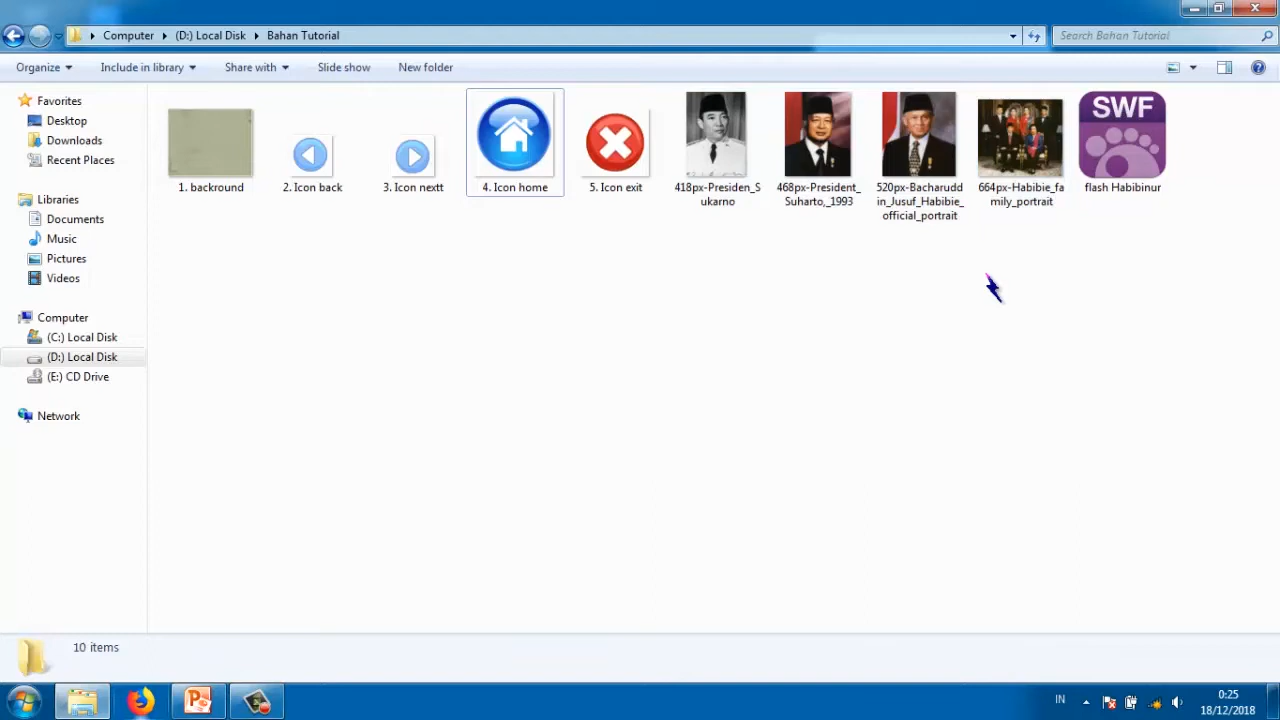 Computer (D:) Local Disk Bahan Tutorial
Search Bahan Tutorial
Organize Include in library Share with Slide show New folder
Favorites
Desktop
Downloads
Recent Places
Libraries
Documents
Music
Pictures
Videos
Computer
(C:) Local Disk
(D:) Local Disk
(E:) CD Drive
Network
1. backround
2. Icon back
3. Icon nextt
4. Icon home
5. Icon exit
418px-Presiden_S
ukarno
468px-President_
Suharto,_1993
520px-Bacharudd
in_Jusuf_Habibie_
official_portrait
664px-Habibie_fa
mily_portrait
SWF
flash Habibinur
10 items
IN
0:25
18/12/2018